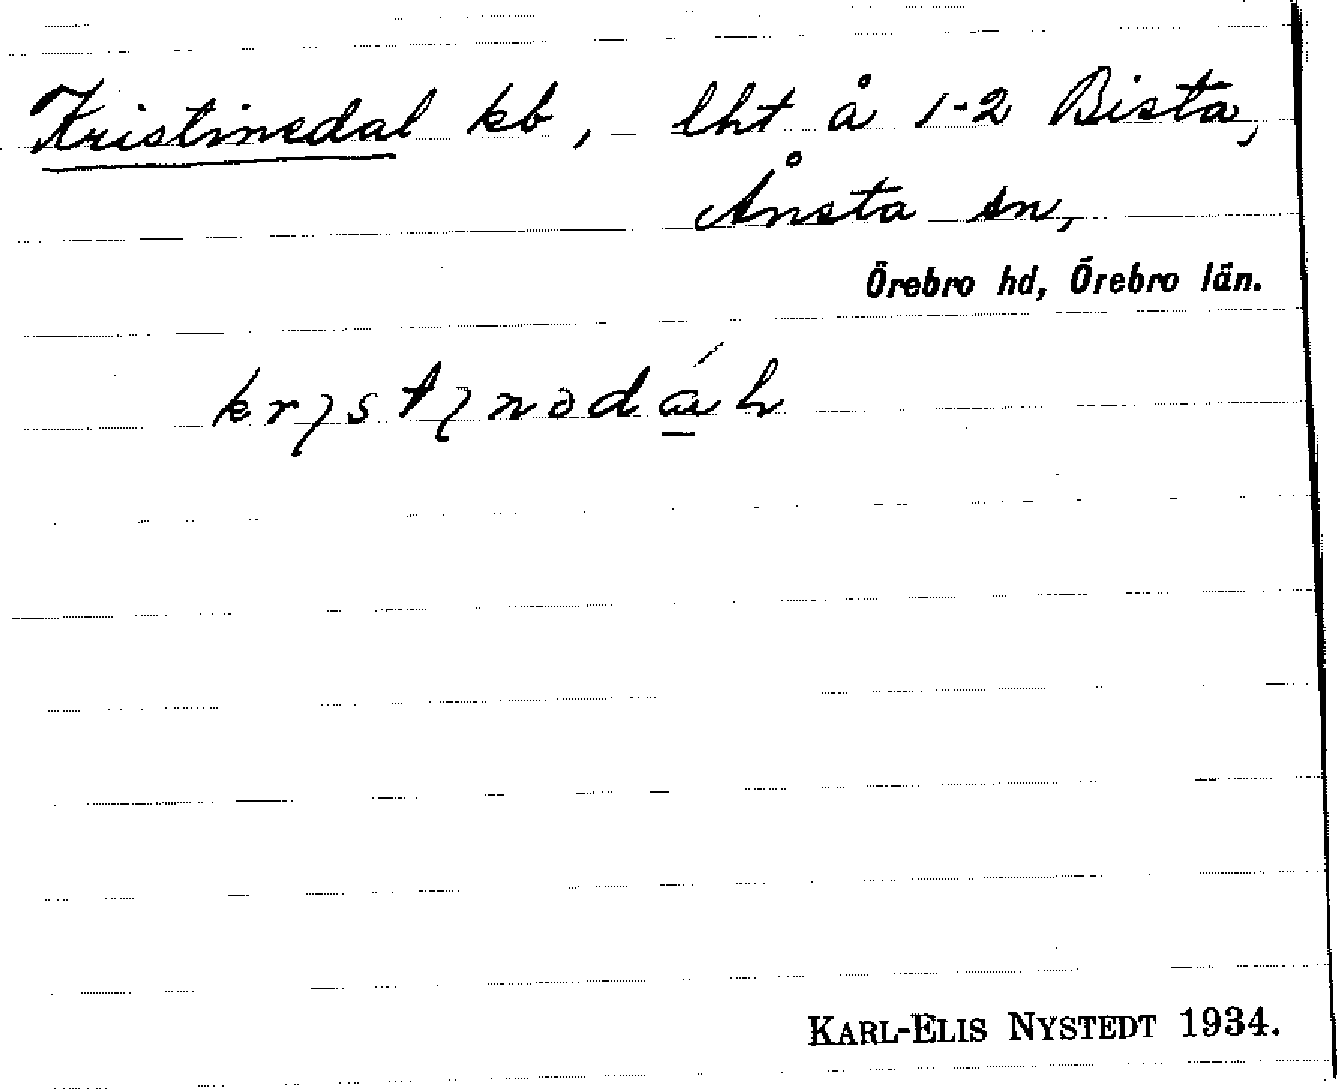 Kristinedal kb, lht å 1-2 Bista,
Ånsta sn,
Örebro hd, Örebro län.
KARL-ELIS NYSTEDT 1934.